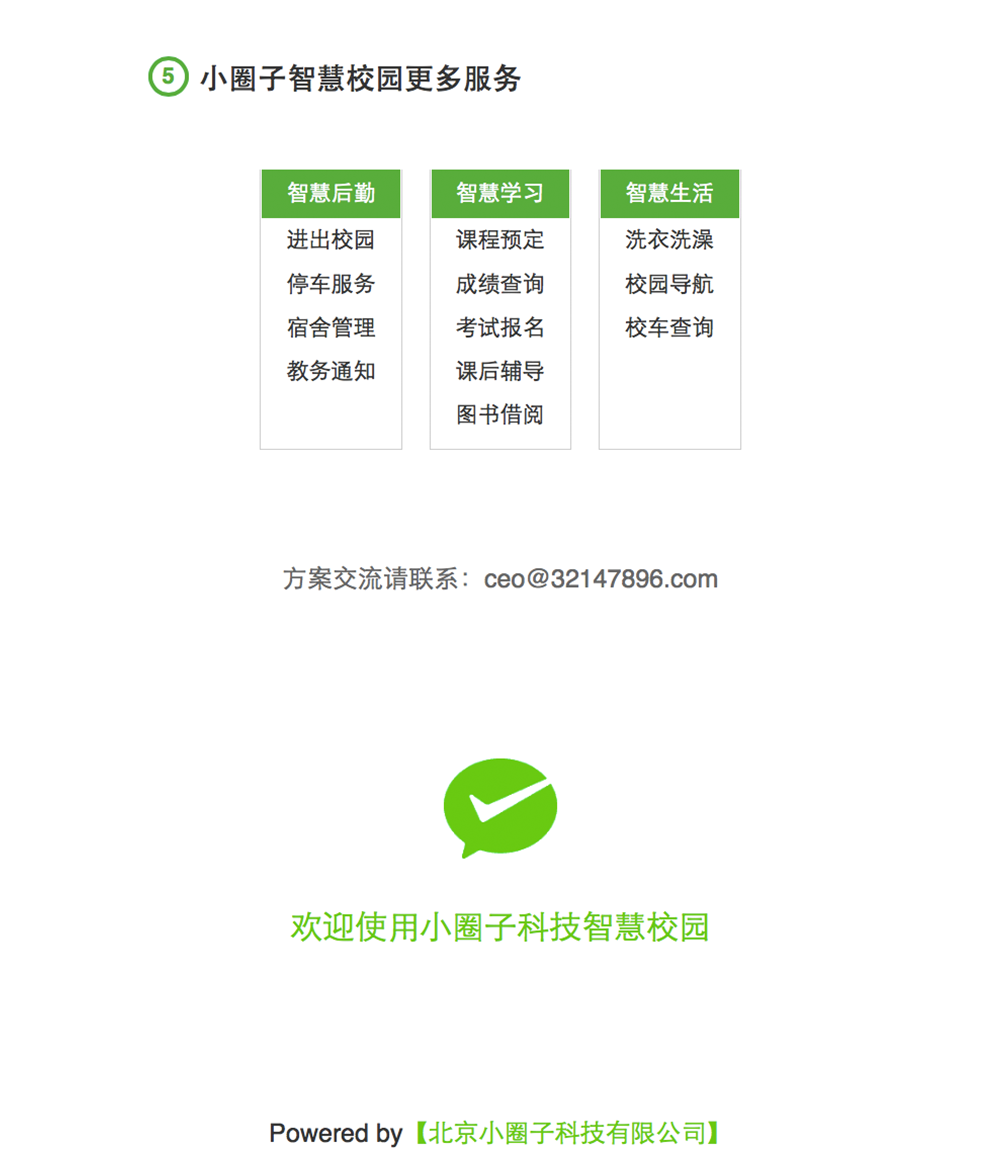 5 小圈子智慧校园更多服务
智慧后勤
进出校园
停车服务
宿舍管理
教务通知
智慧学习
课程预定
成绩查询
考试报名
课后辅导
图书借阅
智慧生活
洗衣洗澡
校园导航
校车查询
方案交流请联系：ceo@32147896.com
欢迎使用小圈子科技智慧校园
Powered by【北京小圈子科技有限公司】